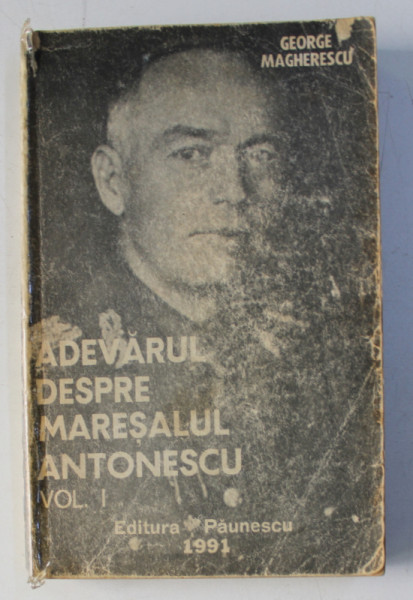 GEORGE
MAGHERESCU
ADEVĂRUL
DESPRE
MAREȘALUL
ANTONESCU
VOL. I
Editura Păunescu
1991